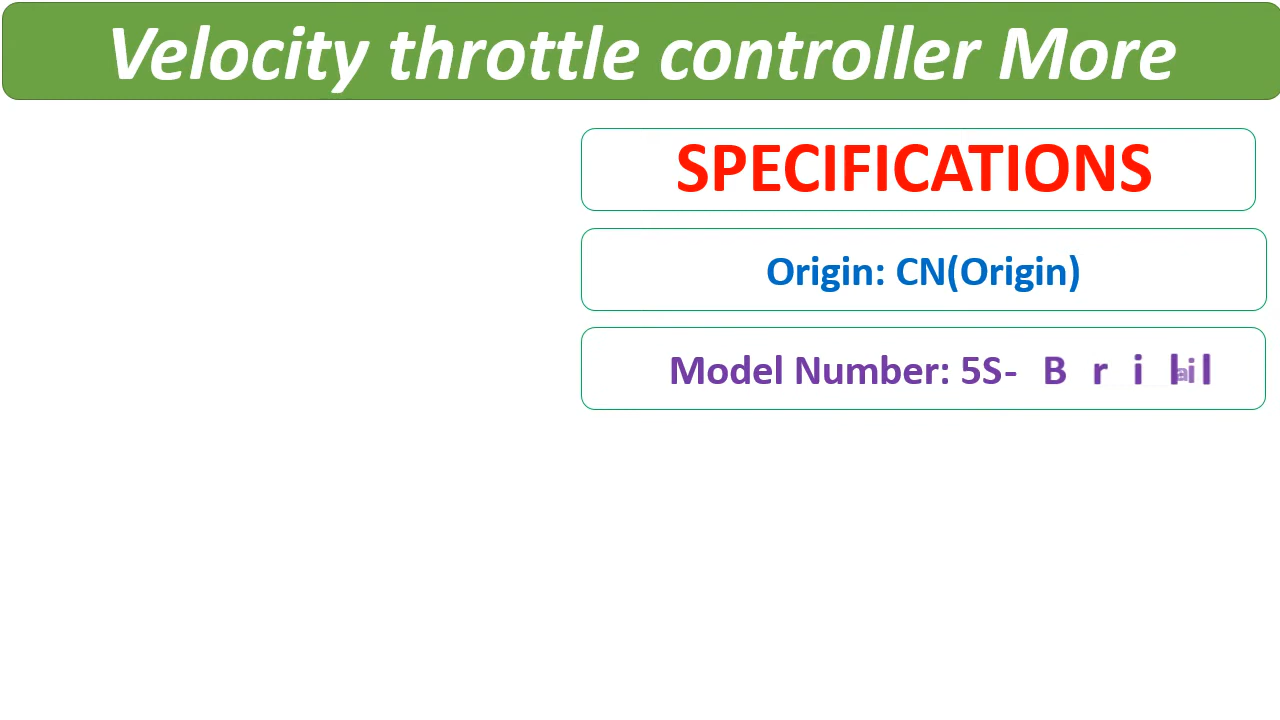 Velocity throttle controller More
SPECIFICATIONS
Origin: CN(Origin)
Model Number: 5S-